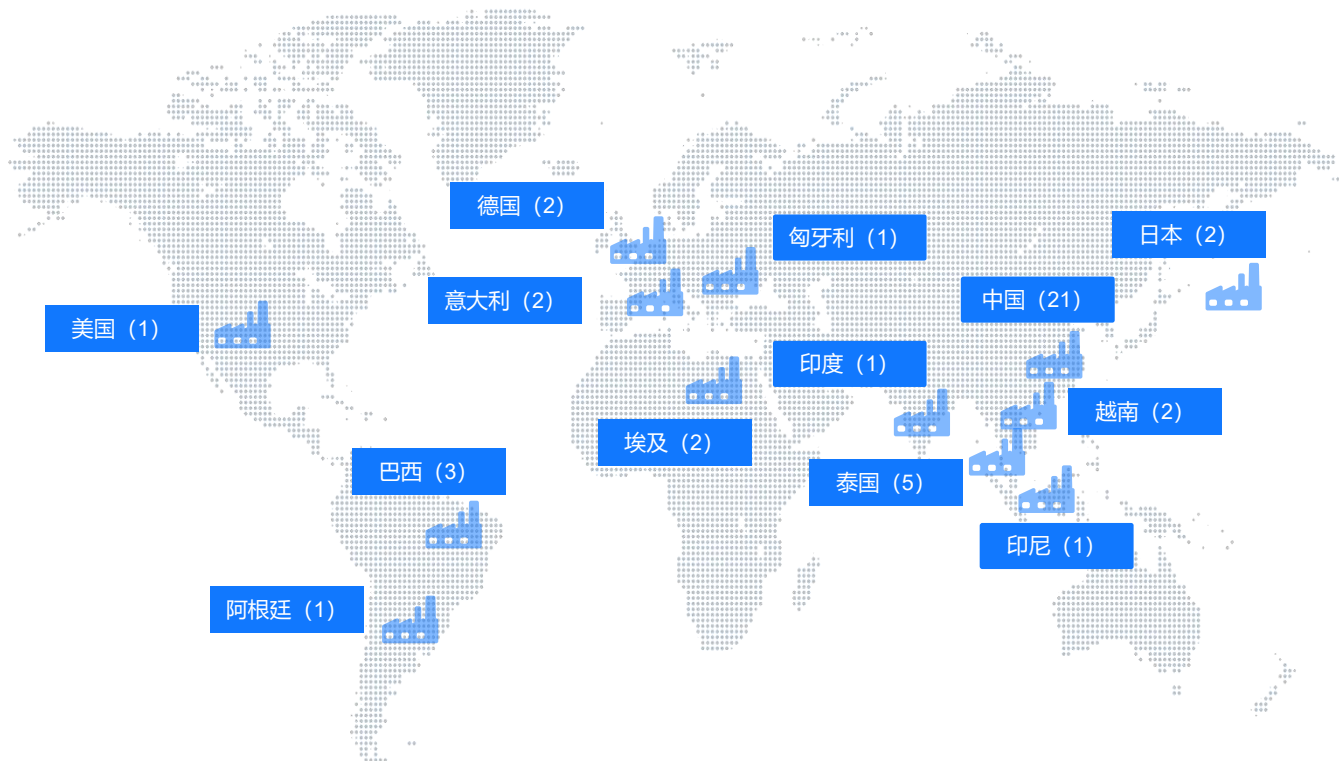 德国（2）
匈牙利（1）
日本（2）
意大利（2）
中国（21）
美国（1）
印度（1）
越南（2）
埃及（2）
巴西（3）
泰国（5）
印尼（1）
阿根廷（1）